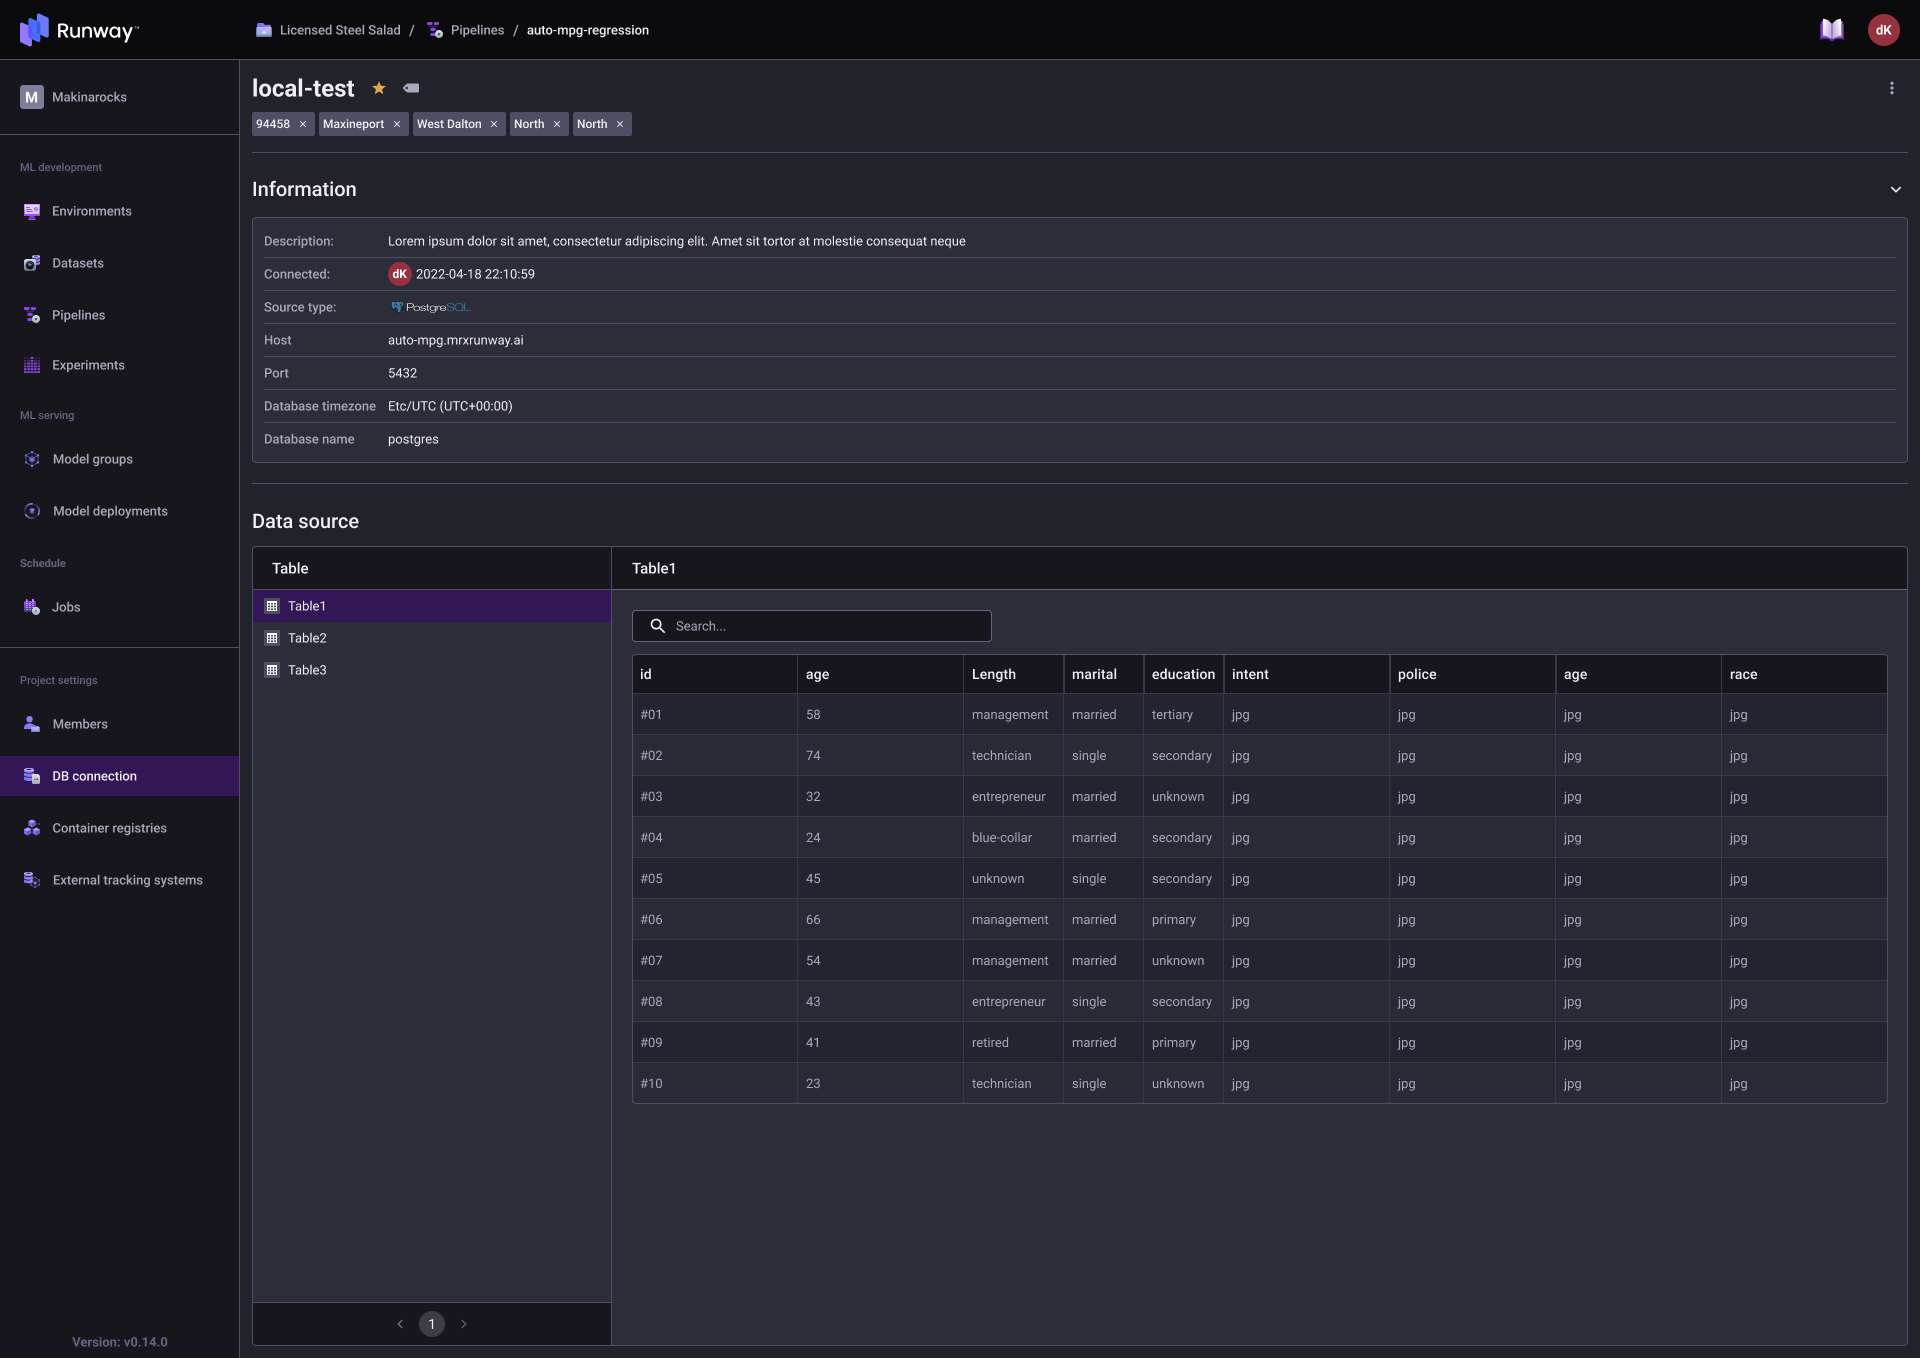 Runway™
Licensed Steel Salad / Pipelines / auto-mpg-regression
dK
M Makinarocks
ML development
Environments
Datasets
Pipelines
Experiments
ML serving
Model groups
Model deployments
Schedule
Jobs
Project settings
Members
DB connection
Container registries
External tracking systems
Version: v0.14.0
local-test
94458 × Maxineport × West Dalton × North × North ×
Information
Description: Lorem ipsum dolor sit amet, consectetur adipiscing elit. Amet sit tortor at molestie consequat neque
Connected: dK 2022-04-18 22:10:59
Source type: PostgreSQL
Host auto-mpg.mrxrunway.ai
Port 5432
Database timezone Etc/UTC (UTC+00:00)
Database name postgres
Data source
Table
Table1
Table2
Table3
1
Table1
Search...
id age Length marital education intent police age race
#01 58 management married tertiary jpg jpg jpg jpg
#02 74 technician single secondary jpg jpg jpg jpg
#03 32 entrepreneur married unknown jpg jpg jpg jpg
#04 24 blue-collar married secondary jpg jpg jpg jpg
#05 45 unknown single secondary jpg jpg jpg jpg
#06 66 management married primary jpg jpg jpg jpg
#07 54 management married unknown jpg jpg jpg jpg
#08 43 entrepreneur single secondary jpg jpg jpg jpg
#09 41 retired married primary jpg jpg jpg jpg
#10 23 technician single unknown jpg jpg jpg jpg